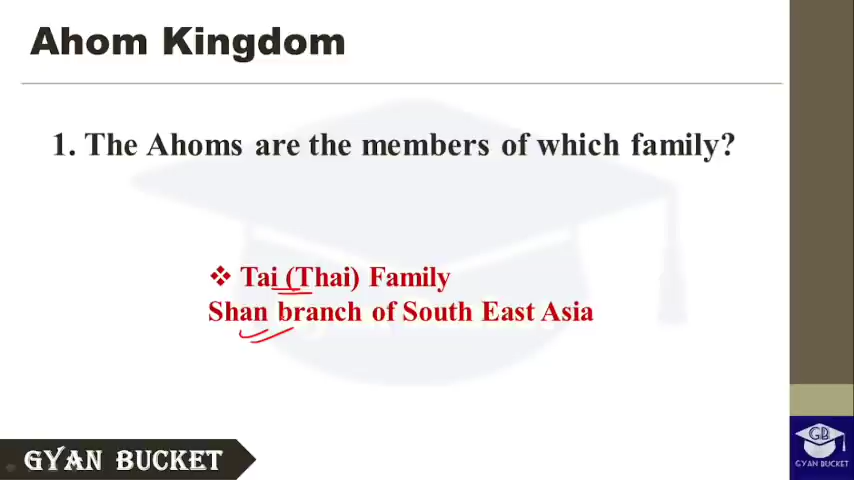 Ahom Kingdom
1. The Ahoms are the members of which family?
❖ Tai (Thai) Family
Shan branch of South East Asia
GYAN BUCKET
GB
GYAN BUCKET